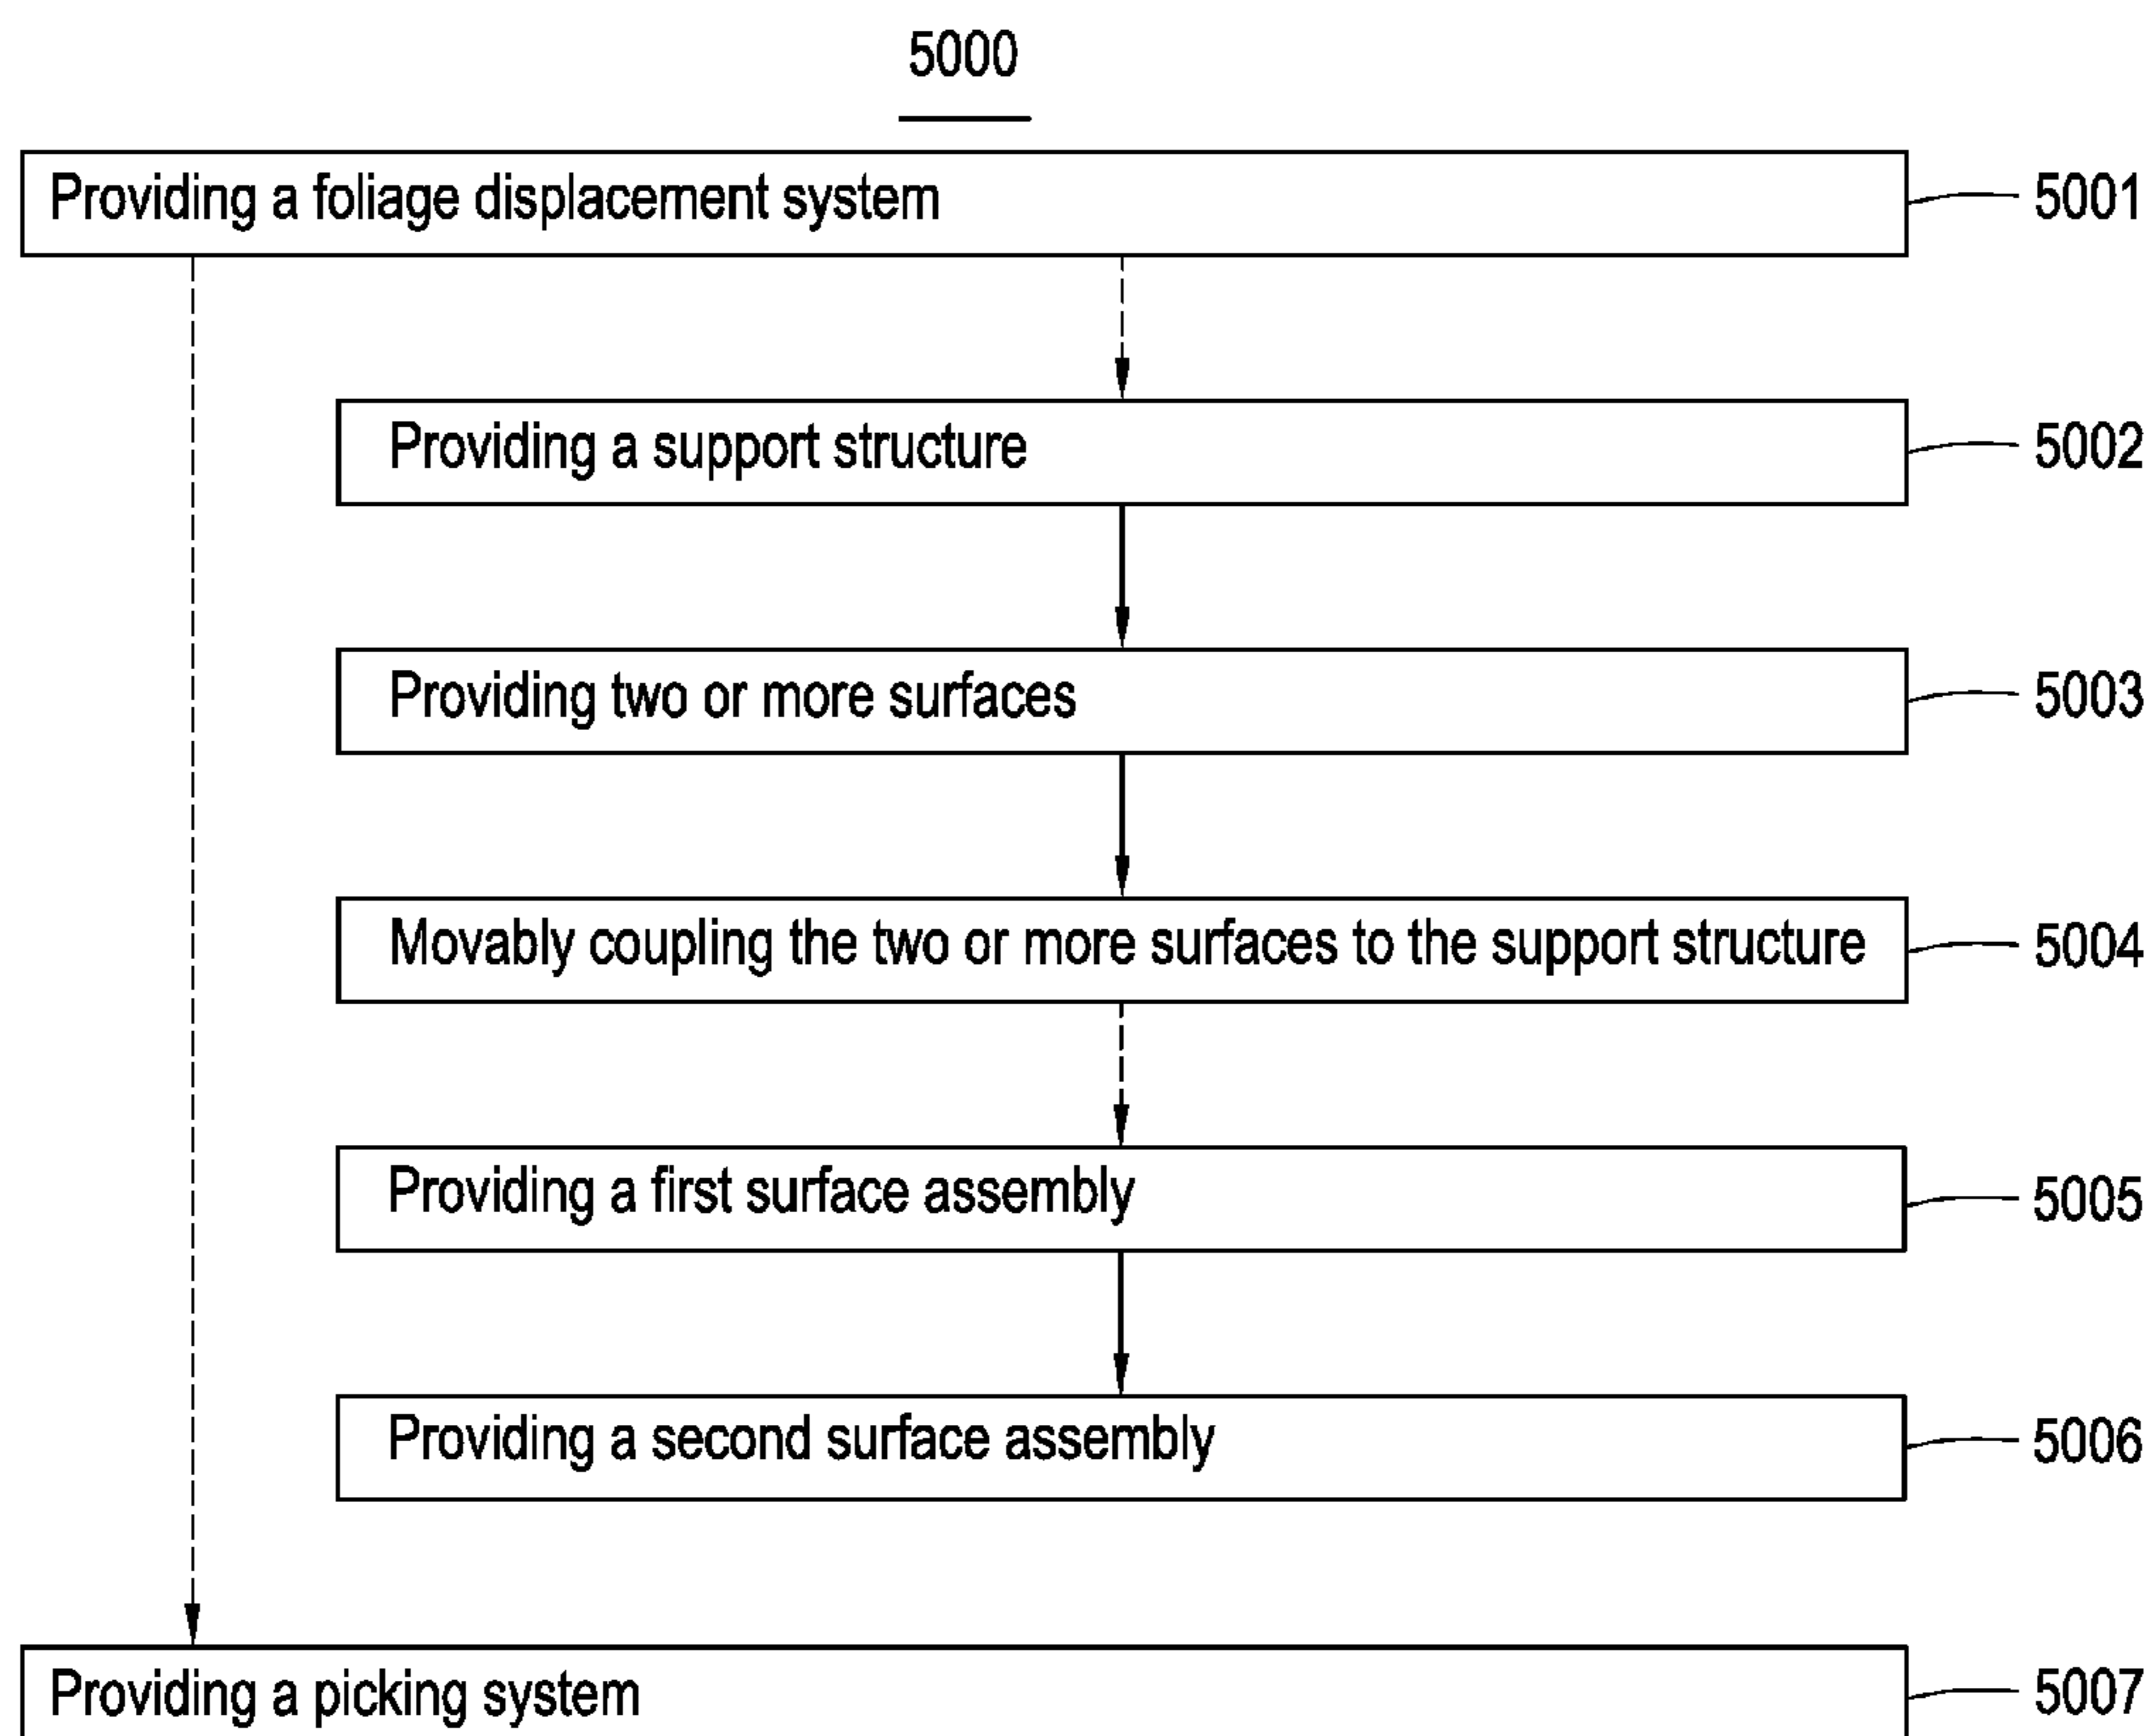 5000
Providing a foliage displacement system 5001
Providing a support structure 5002
Providing two or more surfaces 5003
Movably coupling the two or more surfaces to the support structure 5004
Providing a first surface assembly 5005
Providing a second surface assembly 5006
Providing a picking system 5007